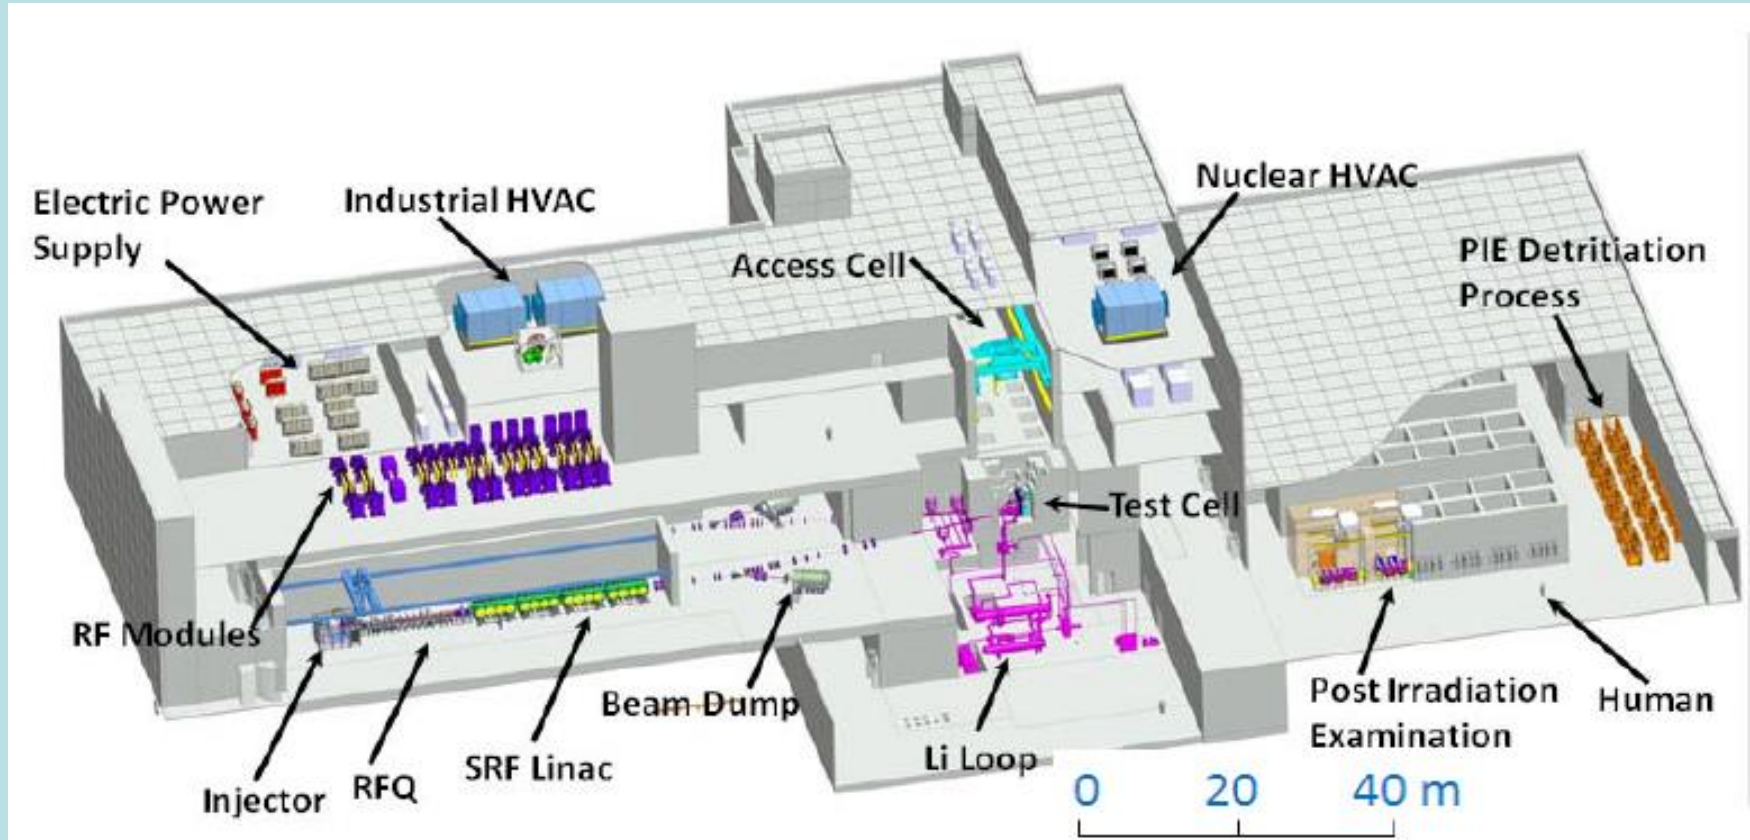 Electric Power
Supply
Industrial HVAC
Access Cell
Nuclear HVAC
PIE Detritiation
Process
Test Cell
RF Modules
Injector
RFQ
SRF Linac
Beam Dump
Li Loop
Post Irradiation
Examination
Human
0 20 40 m